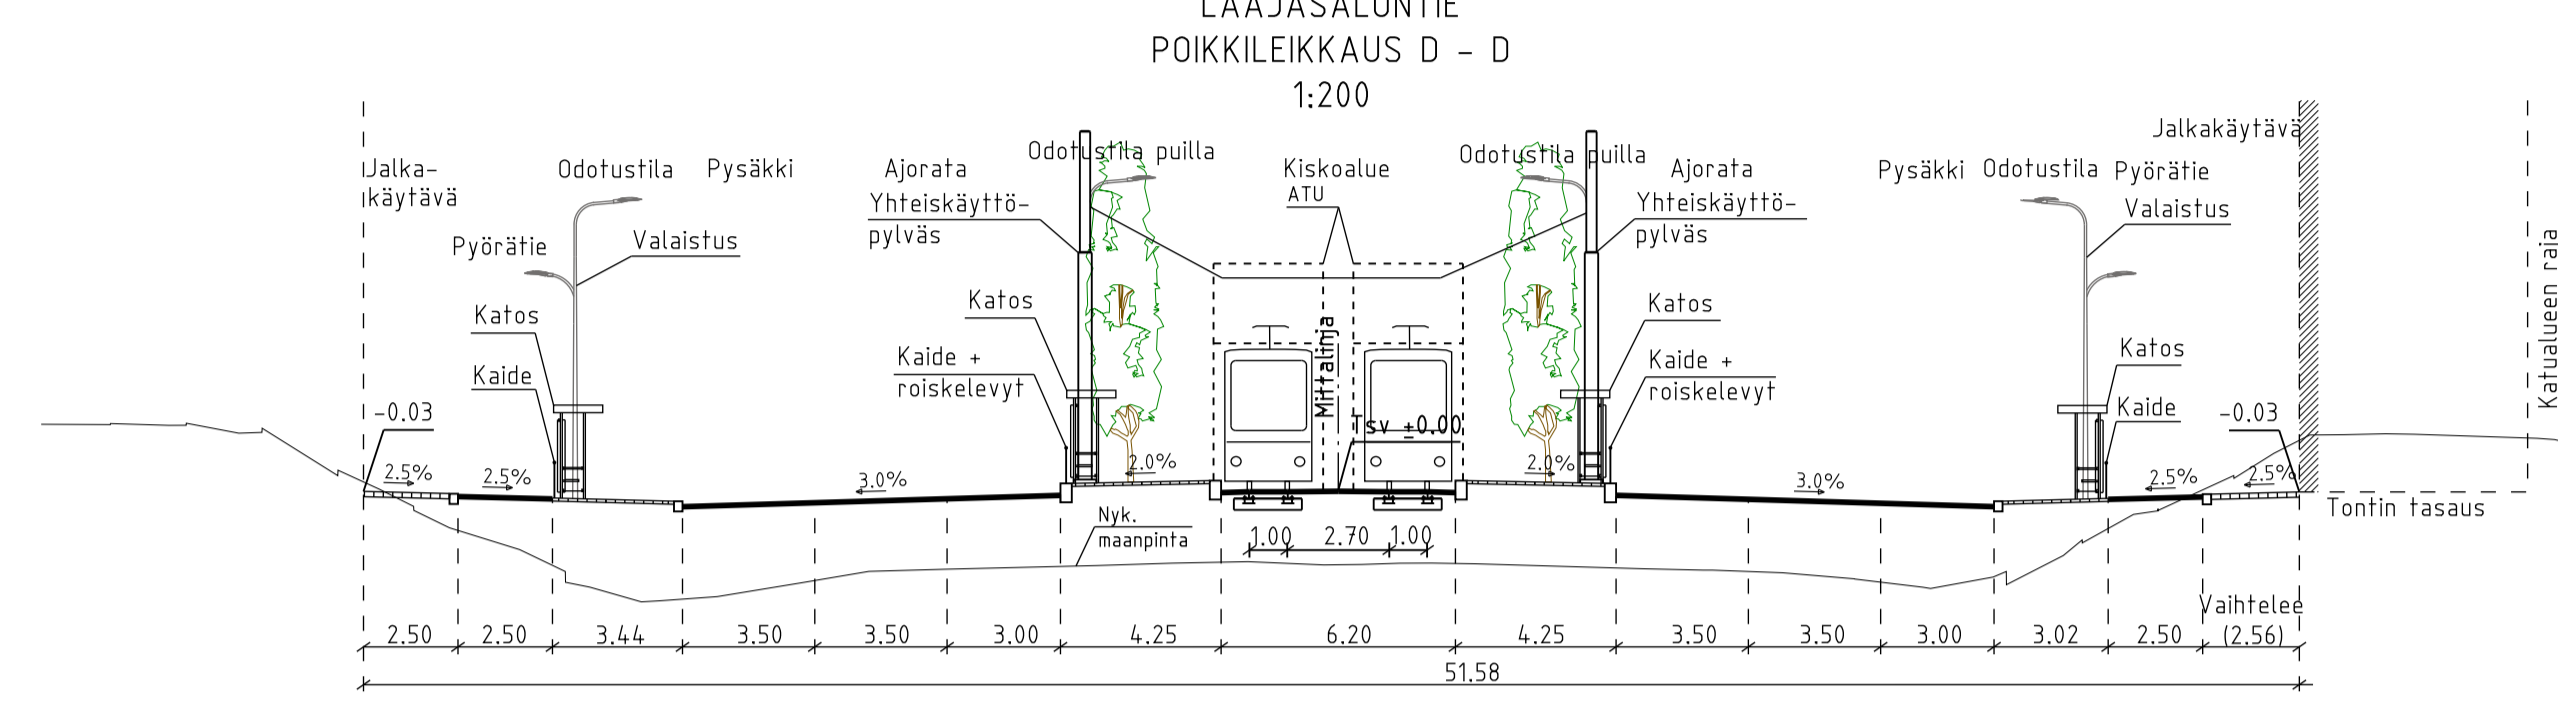 LAAJASALONTIE
POIKKILEIKKAUS D - D
1:200
Jalka-
käytävä
Pyörätie
Odotustila
Pysäkki
Ajorata
Odotustila puilla
Kiskoalue
ATU
Odotustila puilla
Ajorata
Pysäkki
Odotustila
Pyörätie
Jalkakäytävä
Valaistus
Yhteiskäyttö-
pylväs
Yhteiskäyttö-
pylväs
Valaistus
Katos
Kaide
Katos
Kaide +
roiskelevyt
Mittalinja
Tsv ±0.00
Katos
Kaide +
roiskelevyt
Katos
Kaide
Katualueen raja
-0.03
-0.03
2.5%
2.5%
3.0%
2.0%
2.0%
3.0%
2.5%
2.5%
Tontin tasaus
Nyk.
maanpinta
1.00 2.70 1.00
Vaihtelee
2.50 2.50 3.44 3.50 3.50 3.00 4.25 6.20 4.25 3.50 3.50 3.00 3.02 2.50 (2.56)
51.58